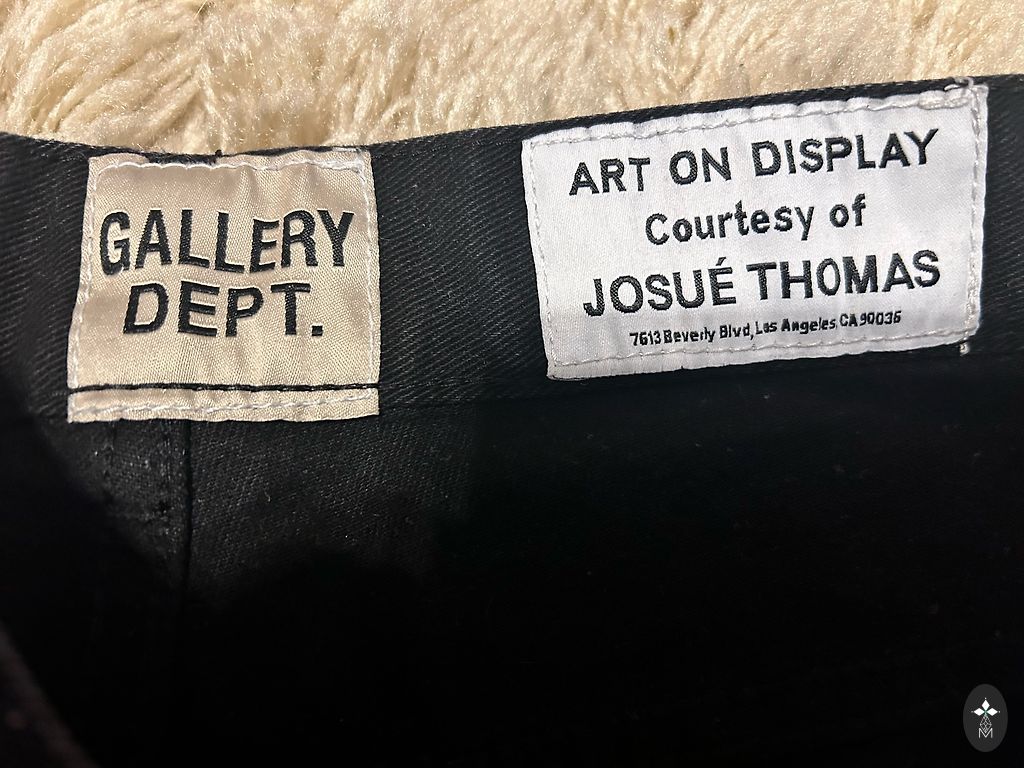 GALLERY
DEPT.
ART ON DISPLAY
Courtesy of
JOSUÉ THOMAS
7613 Beverly Blvd, Los Angeles CA 90036
M